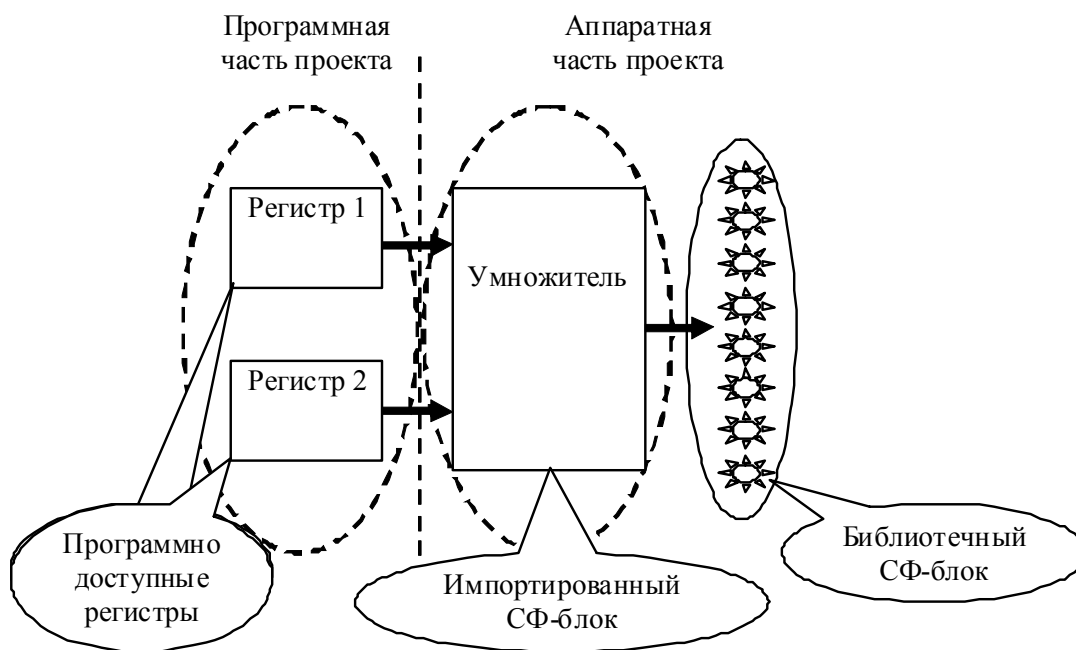 Программная
часть проекта
Аппаратная
часть проекта
Регистр 1
Умножитель
Регистр 2
Программно
доступные
регистры
Импортированный
СФ-блок
Библиотечный
СФ-блок